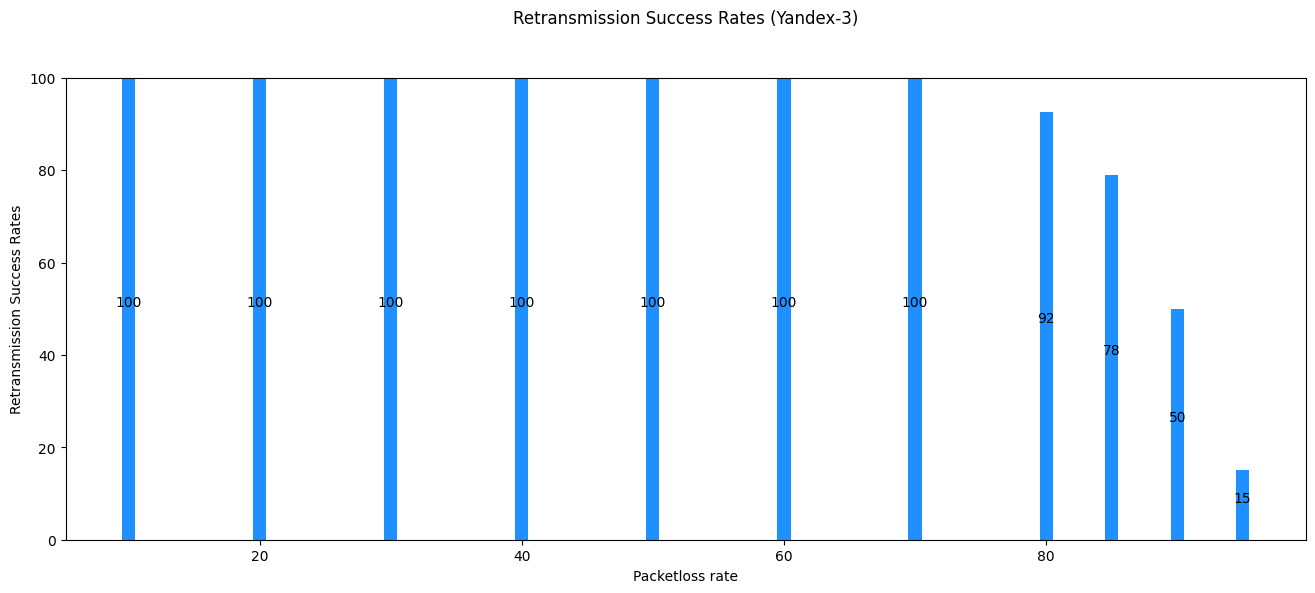 Retransmission Success Rates (Yandex-3)
Retransmission Success Rates
100
80
60
40
20
0
100 100 100 100 100 100 100 92 78 50 15
20 40 60 80
Packetloss rate